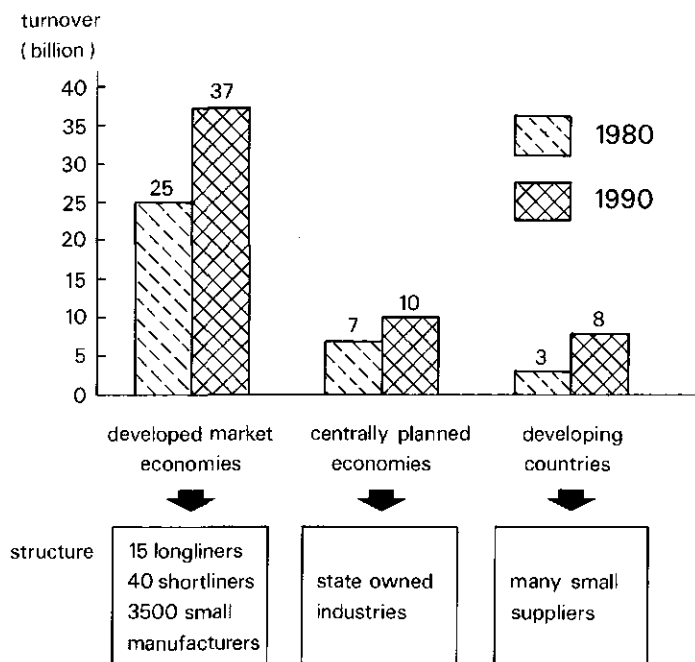 turnover
( billion )
40
35
30
25
20
15
10
5
0
25
37
7
10
3
8
1980
1990
developed market
economies
centrally planned
economies
developing
countries
structure
15 longliners
40 shortliners
3500 small
manufacturers
state owned
industries
many small
suppliers